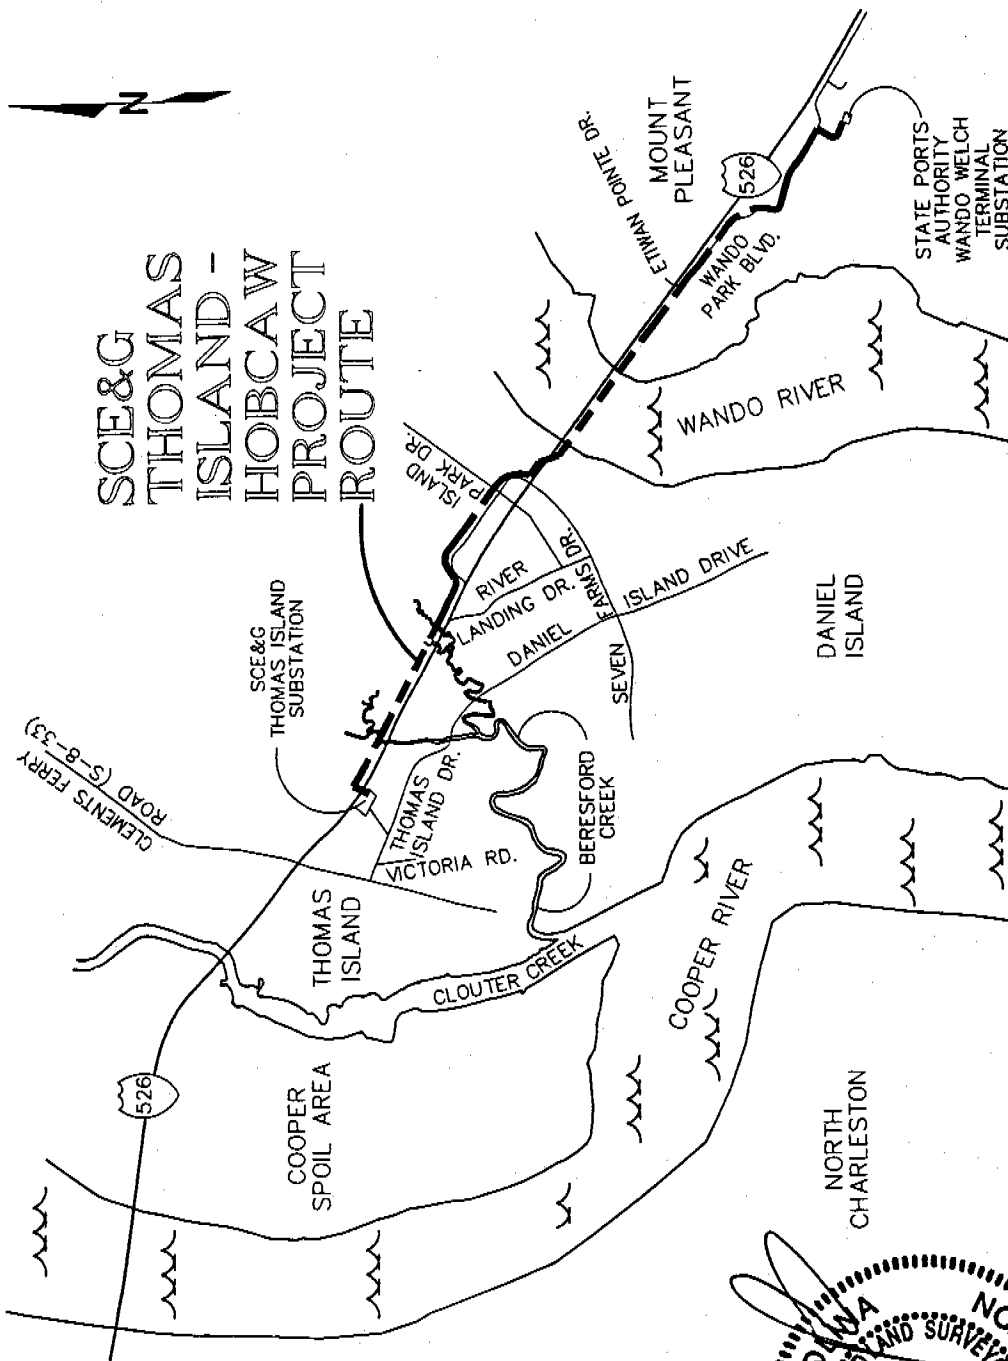 N
SCE&G
THOMAS
ISLAND -
HOBCAW
PROJECT
ROUTE
MOUNT
PLEASANT
ETIWAN POINTE DR.
526
WANDO
PARK BLVD.
STATE PORTS
AUTHORITY
WANDO WELCH
TERMINAL
SUBSTATION
WANDO RIVER
ISLAND
PARK DR.
RIVER
LANDING DR.
SEVEN FARMS DR.
DANIEL ISLAND DRIVE
SCE&G
THOMAS ISLAND
SUBSTATION
CLEMENTS FERRY
ROAD (S-8-33)
THOMAS
ISLAND DR.
VICTORIA RD.
BERESFORD
CREEK
DANIEL
ISLAND
THOMAS
ISLAND
CLOUTER CREEK
COOPER RIVER
526
COOPER
SPOIL AREA
NORTH
CHARLESTON